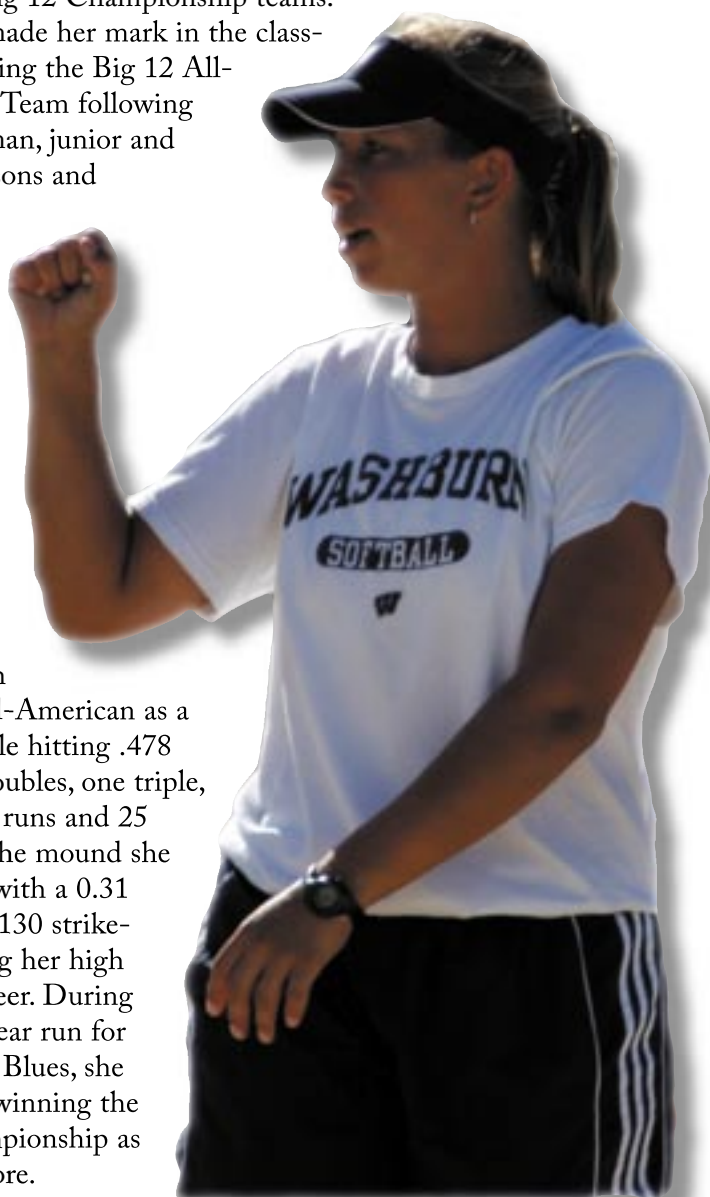 12 Championship teams.
made her mark in the class-
ing the Big 12 All-
Team following
man, junior and
sons and
WASHBURN
SOFTBALL
W
n
l-American as a
le hitting .478
oubles, one triple,
runs and 25
he mound she
with a 0.31
130 strike-
g her high
eer. During
ear run for
Blues, she
winning the
mpionship as
ore.